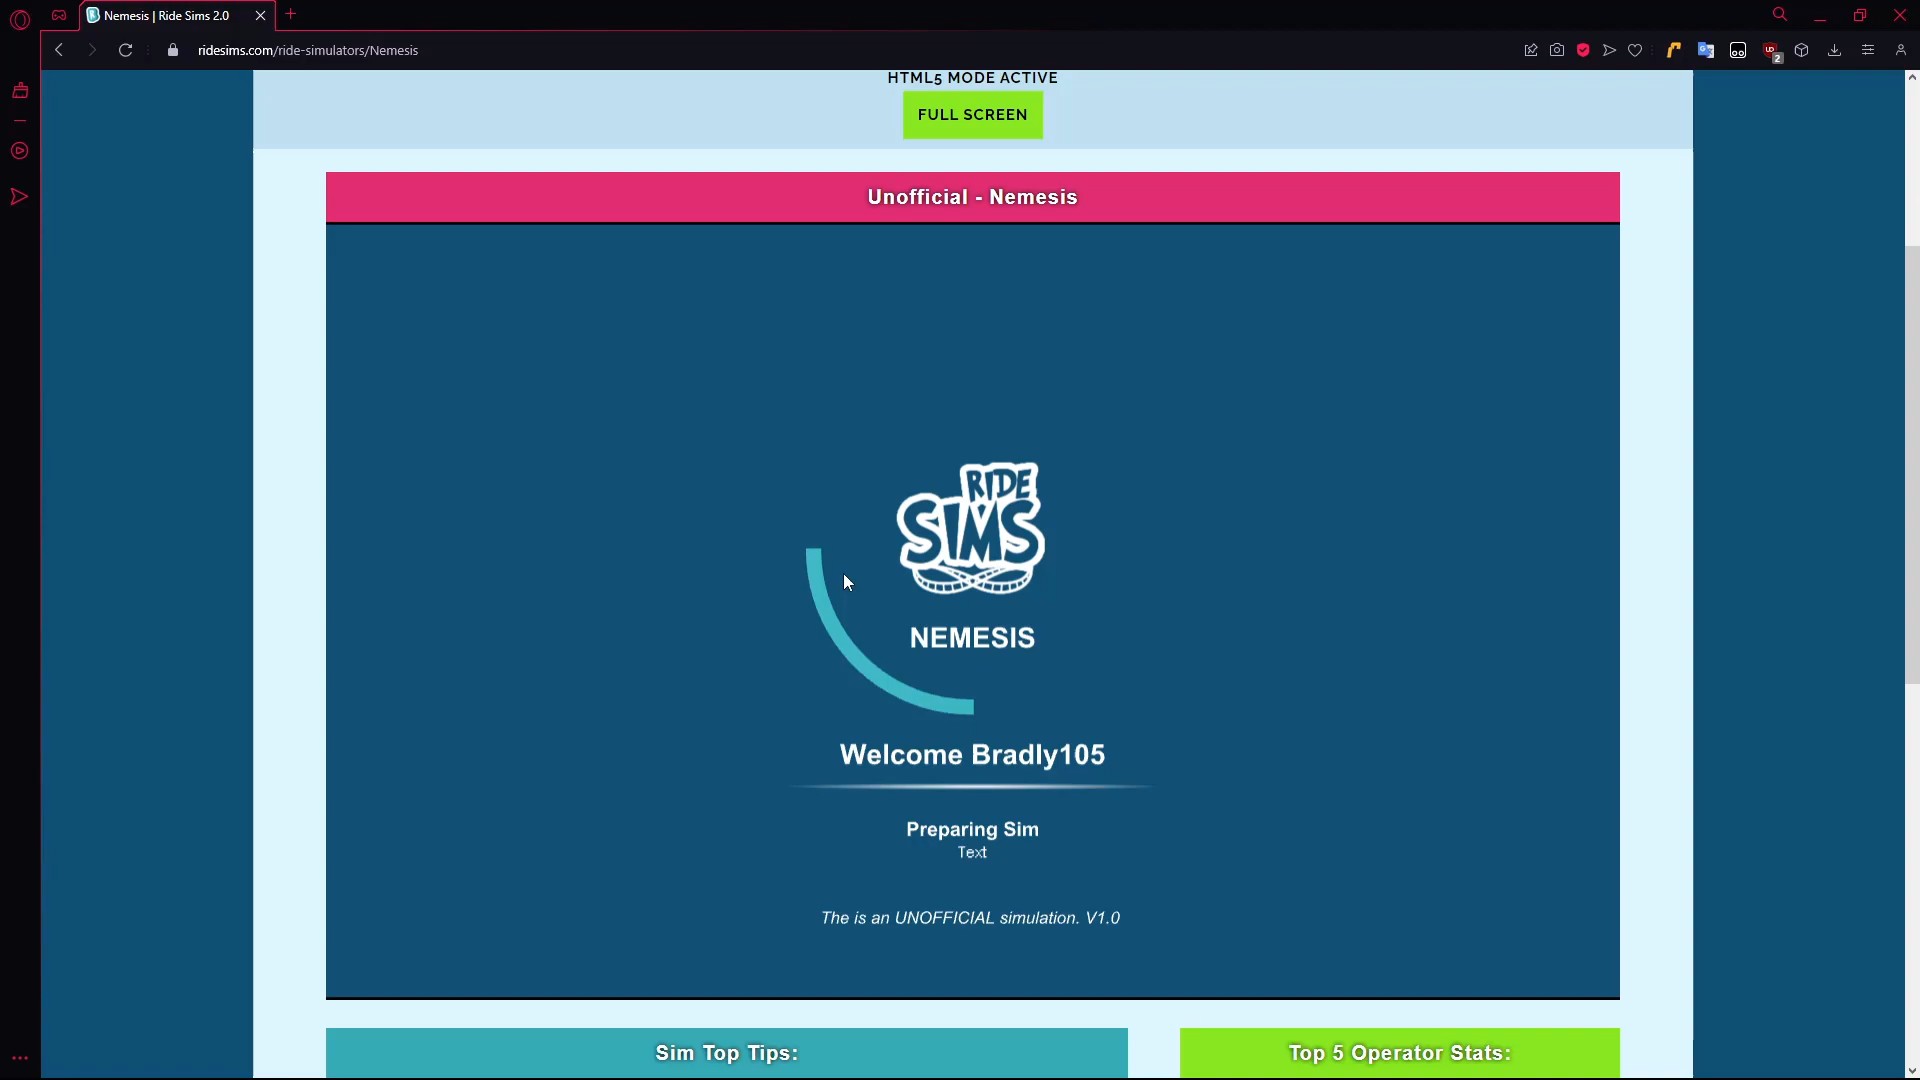 Nemesis | Ride Sims 2.0
ridesims.com/ride-simulators/Nemesis
2
HTML5 MODE ACTIVE
FULL SCREEN
Unofficial - Nemesis
RIDE
SIMS
NEMESIS
Welcome Bradly105
Preparing Sim
Text
The is an UNOFFICIAL simulation. V1.0
Sim Top Tips:
Top 5 Operator Stats: